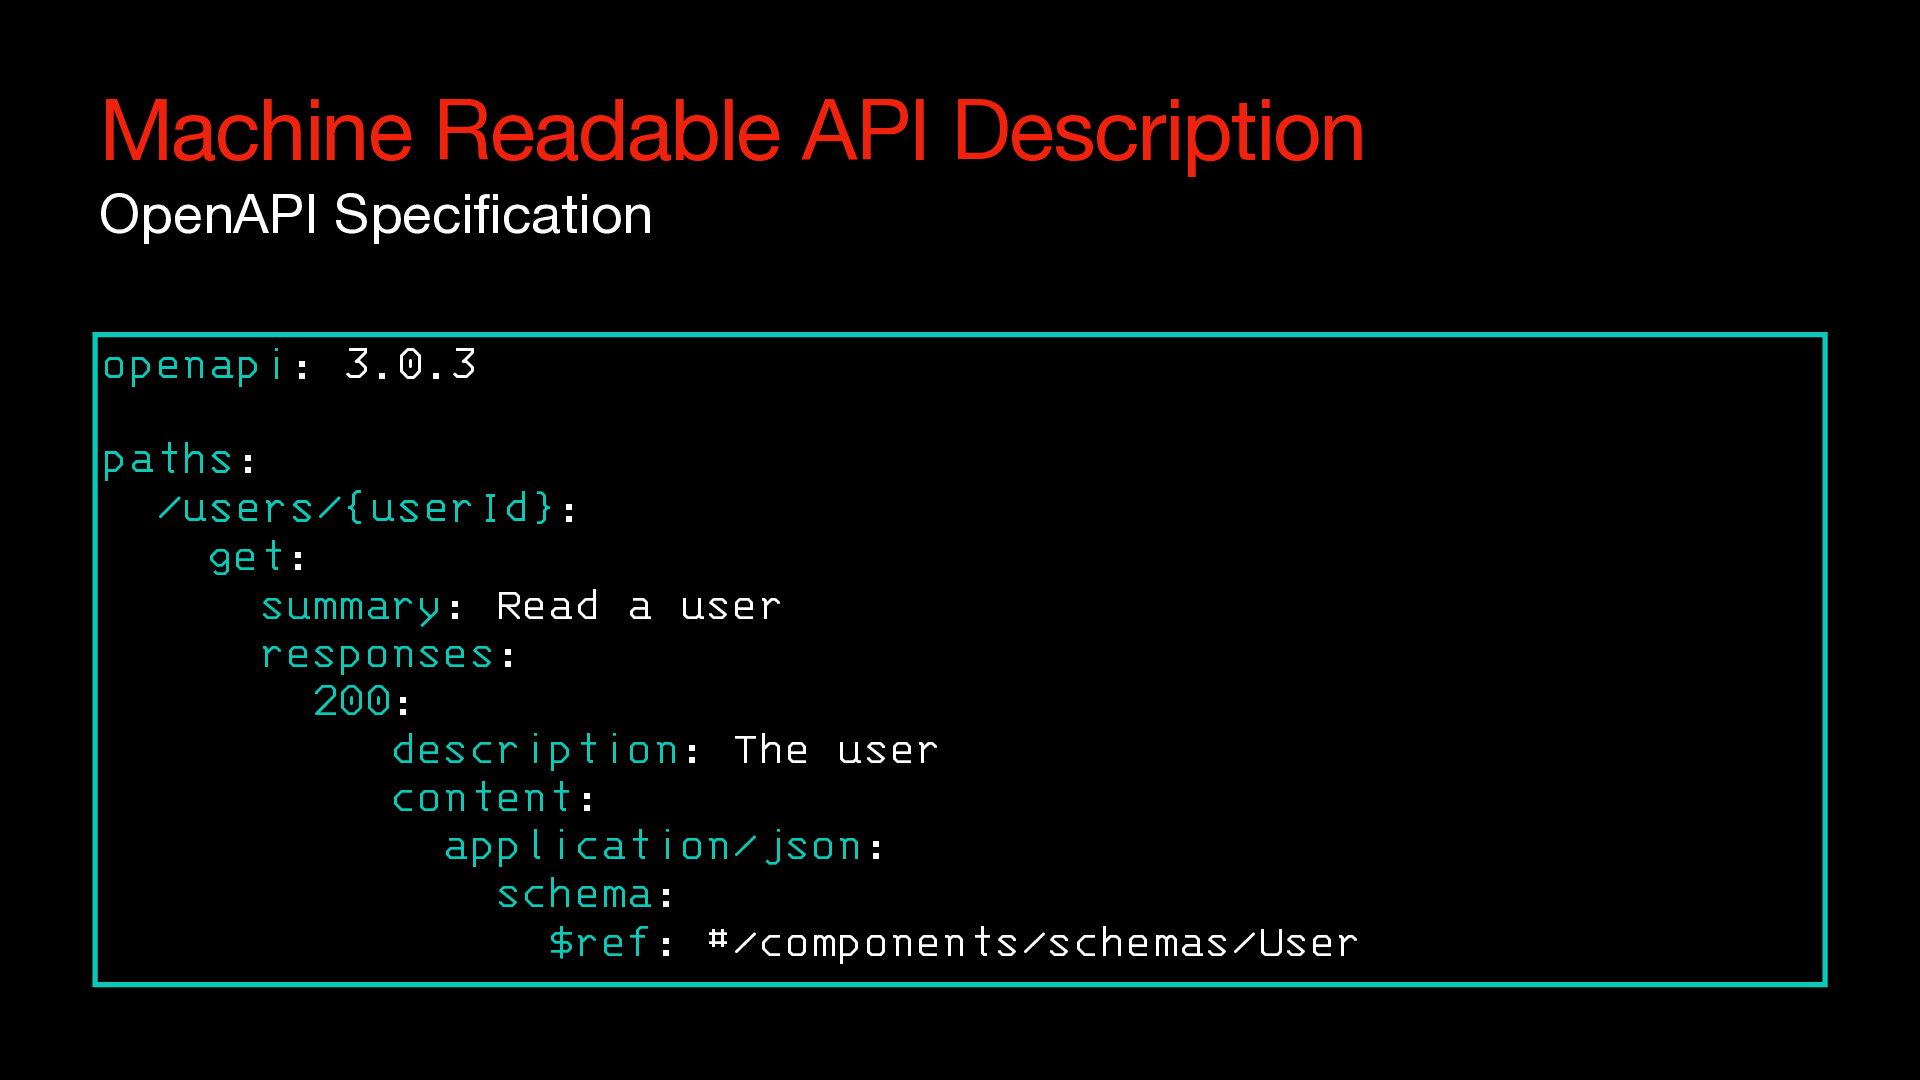 Machine Readable API Description
OpenAPI Specification
openapi: 3.0.3
paths:
  /users/{userId}:
    get:
      summary: Read a user
      responses:
        200:
           description: The user
           content:
             application/json:
               schema:
                 $ref: #/components/schemas/User